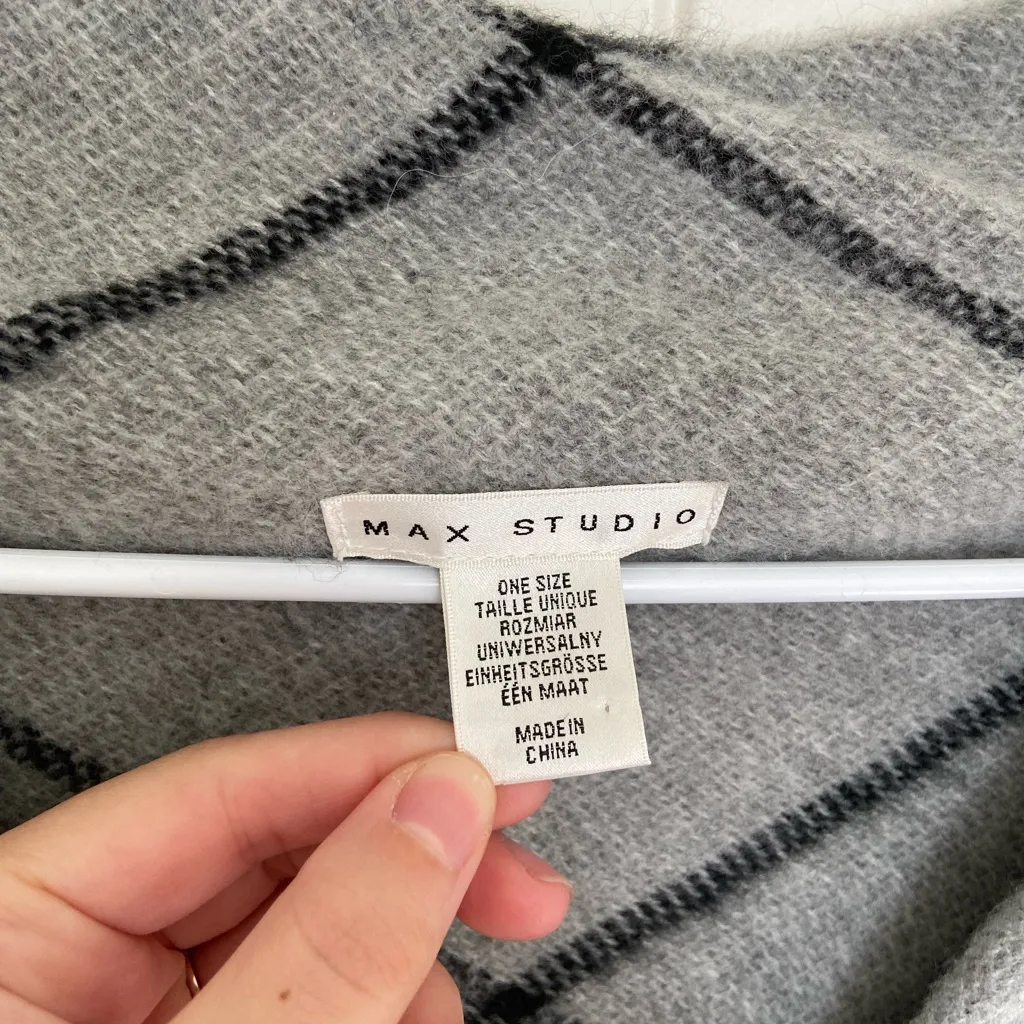 MAX STUDIO
ONE SIZE
TAILLE UNIQUE
ROZMIAR
UNIWERSALNY
EINHEITSGRÖSSE
ÉÉN MAAT
MADE IN
CHINA